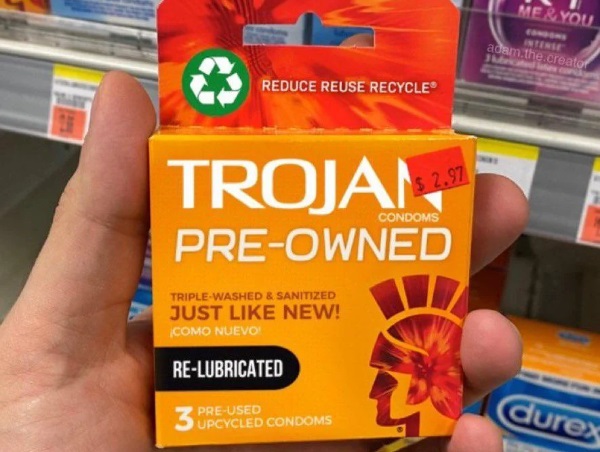 ME & YOU
CONDOMS
INTENSE
adam.the.creator
REDUCE REUSE RECYCLE®
TROJAN
$ 2.97
CONDOMS
PRE-OWNED
TRIPLE-WASHED & SANITIZED
JUST LIKE NEW!
¡COMO NUEVO!
RE-LUBRICATED
3 PRE-USED
UPCYCLED CONDOMS
durex